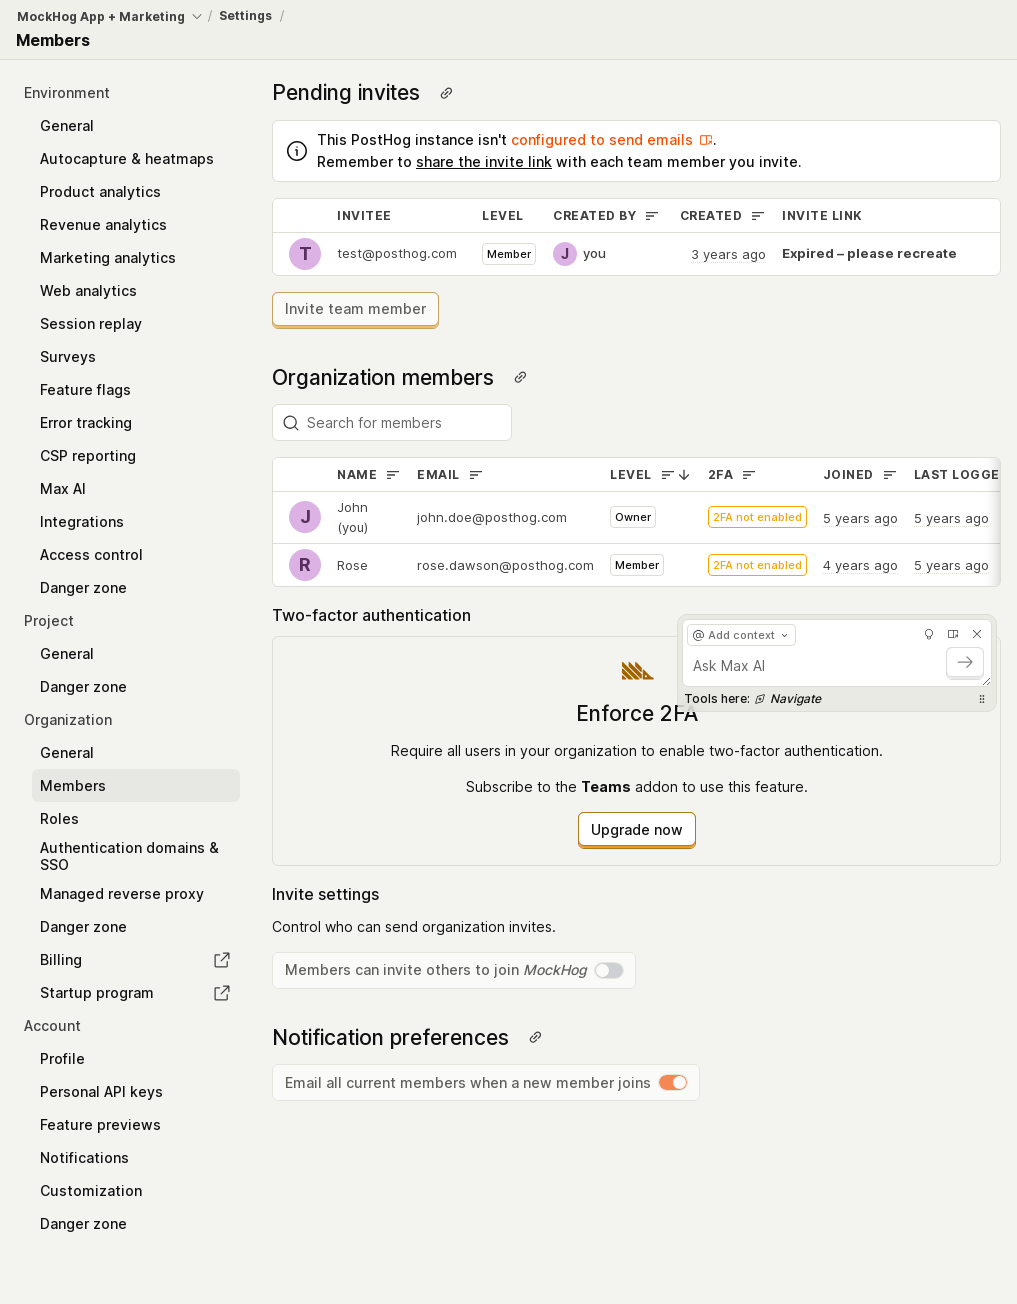 MockHog App + Marketing / Settings /
Members
Environment
General
Autocapture & heatmaps
Product analytics
Revenue analytics
Marketing analytics
Web analytics
Session replay
Surveys
Feature flags
Error tracking
CSP reporting
Max AI
Integrations
Access control
Danger zone
Project
General
Danger zone
Organization
General
Members
Roles
Authentication domains &
SSO
Managed reverse proxy
Danger zone
Billing
Startup program
Account
Profile
Personal API keys
Feature previews
Notifications
Customization
Danger zone
Pending invites
This PostHog instance isn't configured to send emails .
Remember to share the invite link with each team member you invite.
INVITEE LEVEL CREATED BY CREATED INVITE LINK
T test@posthog.com Member J you 3 years ago Expired – please recreate
Invite team member
Organization members
Search for members
NAME EMAIL LEVEL 2FA JOINED LAST LOGGE
J John (you) john.doe@posthog.com Owner 2FA not enabled 5 years ago 5 years ago
R Rose rose.dawson@posthog.com Member 2FA not enabled 4 years ago 5 years ago
Two-factor authentication
@ Add context
Ask Max AI
Tools here: Navigate
Enforce 2FA
Require all users in your organization to enable two-factor authentication.
Subscribe to the Teams addon to use this feature.
Upgrade now
Invite settings
Control who can send organization invites.
Members can invite others to join MockHog
Notification preferences
Email all current members when a new member joins